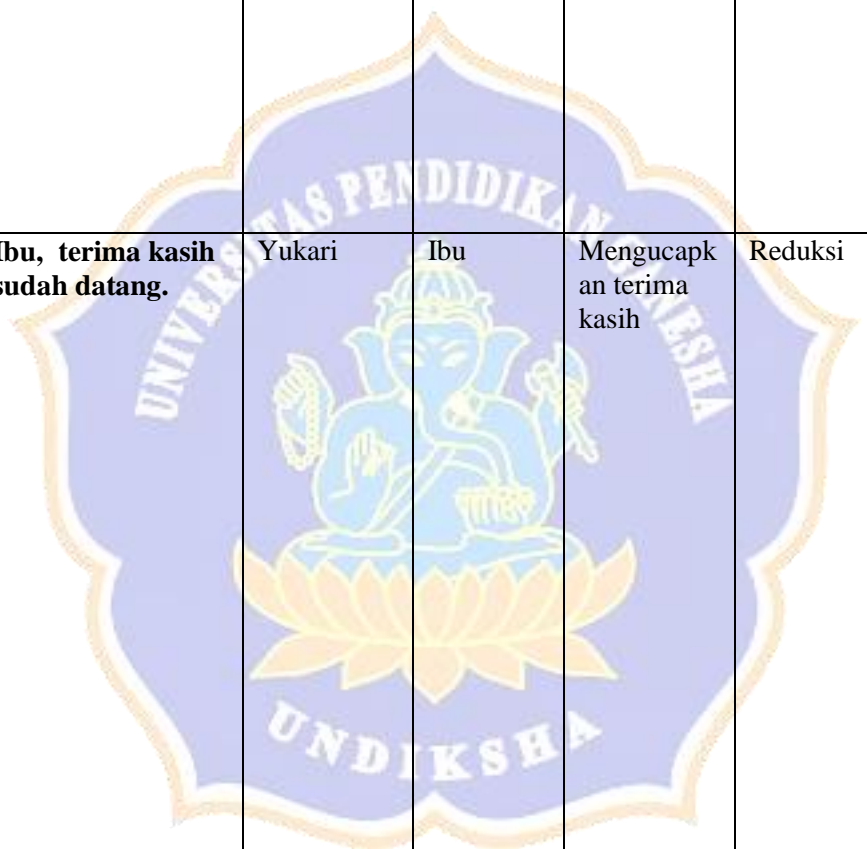 UNIVERSITAS PENDIDIKAN GANESHA
Ibu, terima kasih Yukari Ibu Mengucapk Reduksi
sudah datang. an terima
kasih
UNDIKSHA